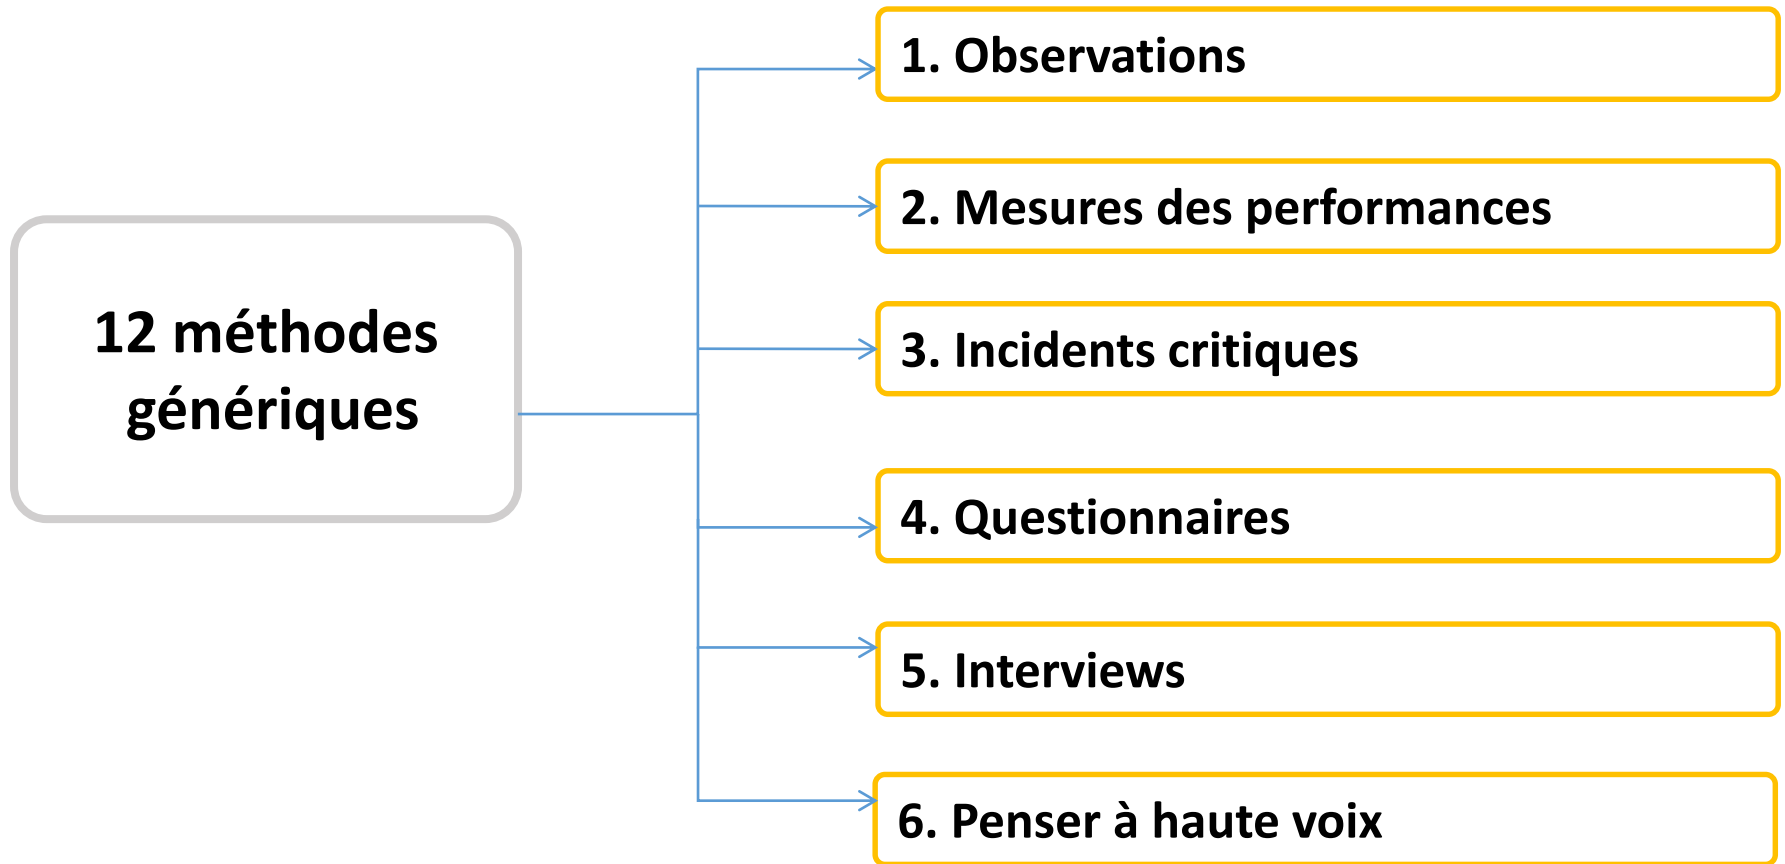 12 méthodes
génériques
1. Observations
2. Mesures des performances
3. Incidents critiques
4. Questionnaires
5. Interviews
6. Penser à haute voix